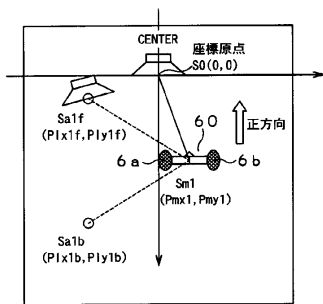 CENTER
座標原点
S0(0,0)
Sa1f
(Plx1f,Ply1f)
60
正方向
6a
6b
Sm1
(Pmx1,Pmy1)
Sa1b
(Plx1b,Ply1b)